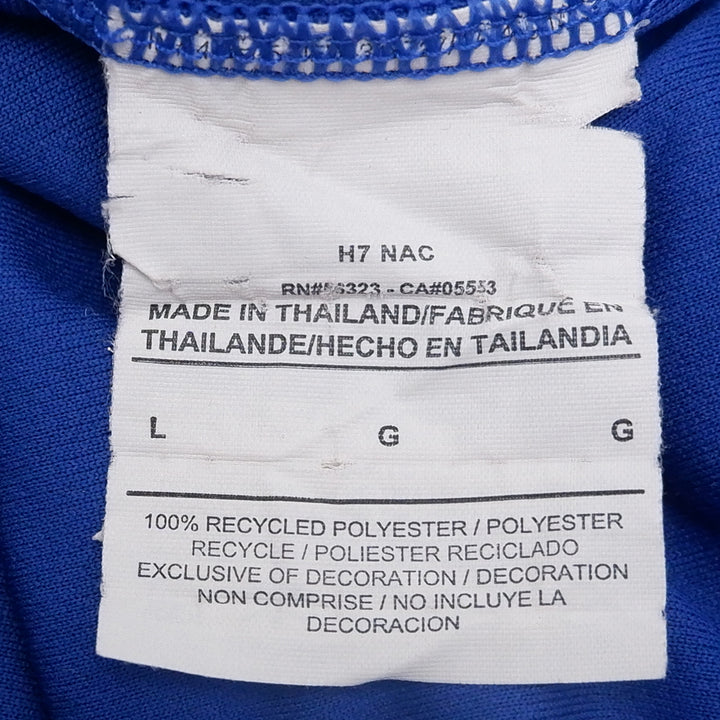 H7 NAC
RN#56323 - CA#05553
MADE IN THAILAND/FABRIQUÉ EN
THAILANDE/HECHO EN TAILANDIA
L G G
100% RECYCLED POLYESTER / POLYESTER
RECYCLE / POLIESTER RECICLADO
EXCLUSIVE OF DECORATION / DECORATION
NON COMPRISE / NO INCLUYE LA
DECORACION